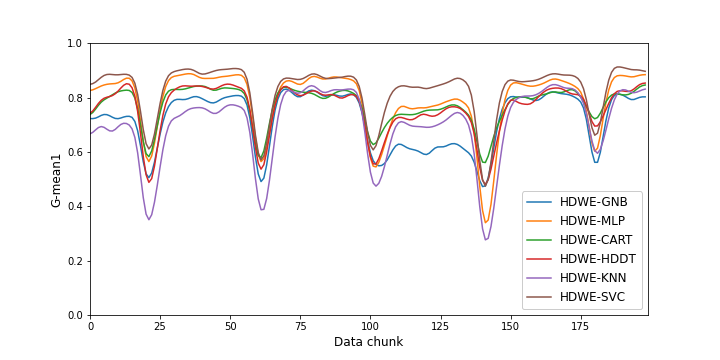 1.0
0.8
0.6
0.4
0.2
0.0
G-mean1
0 25 50 75 100 125 150 175
Data chunk
HDWE-GNB
HDWE-MLP
HDWE-CART
HDWE-HDDT
HDWE-KNN
HDWE-SVC